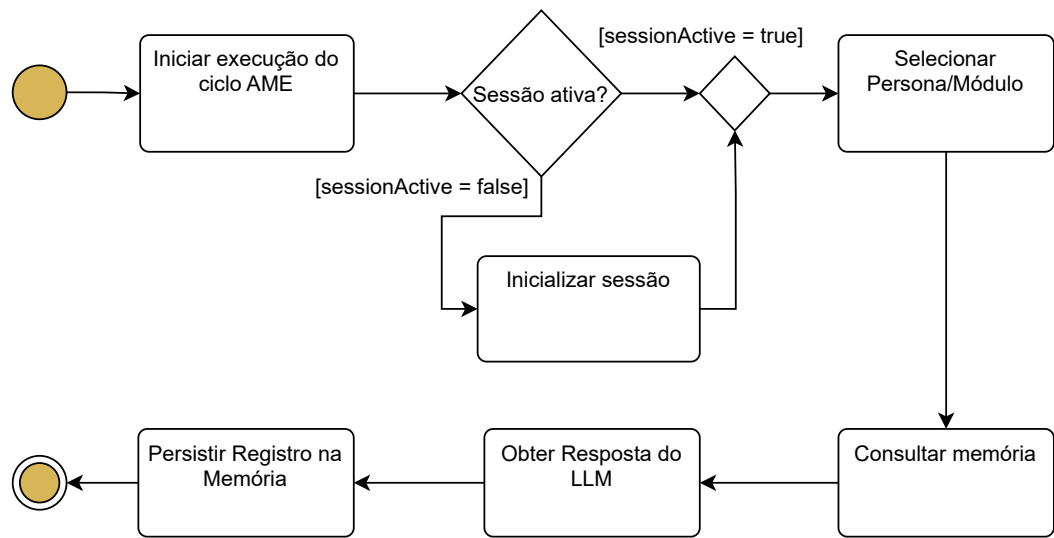 Iniciar execução do
ciclo AME
Sessão ativa?
[sessionActive = true]
Selecionar
Persona/Módulo
[sessionActive = false]
Inicializar sessão
Consultar memória
Obter Resposta do
LLM
Persistir Registro na
Memória